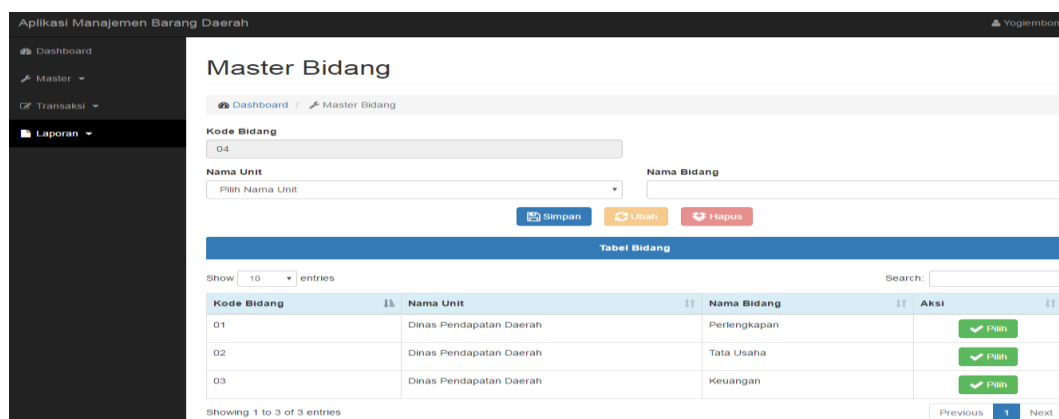 Aplikasi Manajemen Barang Daerah Yogiembon
Dashboard
Master
Transaksi
Laporan
Master Bidang
Dashboard / Master Bidang
Kode Bidang
04
Nama Unit Nama Bidang
Pilih Nama Unit
Simpan Ubah Hapus
Tabel Bidang
Show 10 entries Search:
Kode Bidang Nama Unit Nama Bidang Aksi
01 Dinas Pendapatan Daerah Perlengkapan Pilih
02 Dinas Pendapatan Daerah Tata Usaha Pilih
03 Dinas Pendapatan Daerah Keuangan Pilih
Showing 1 to 3 of 3 entries Previous 1 Next